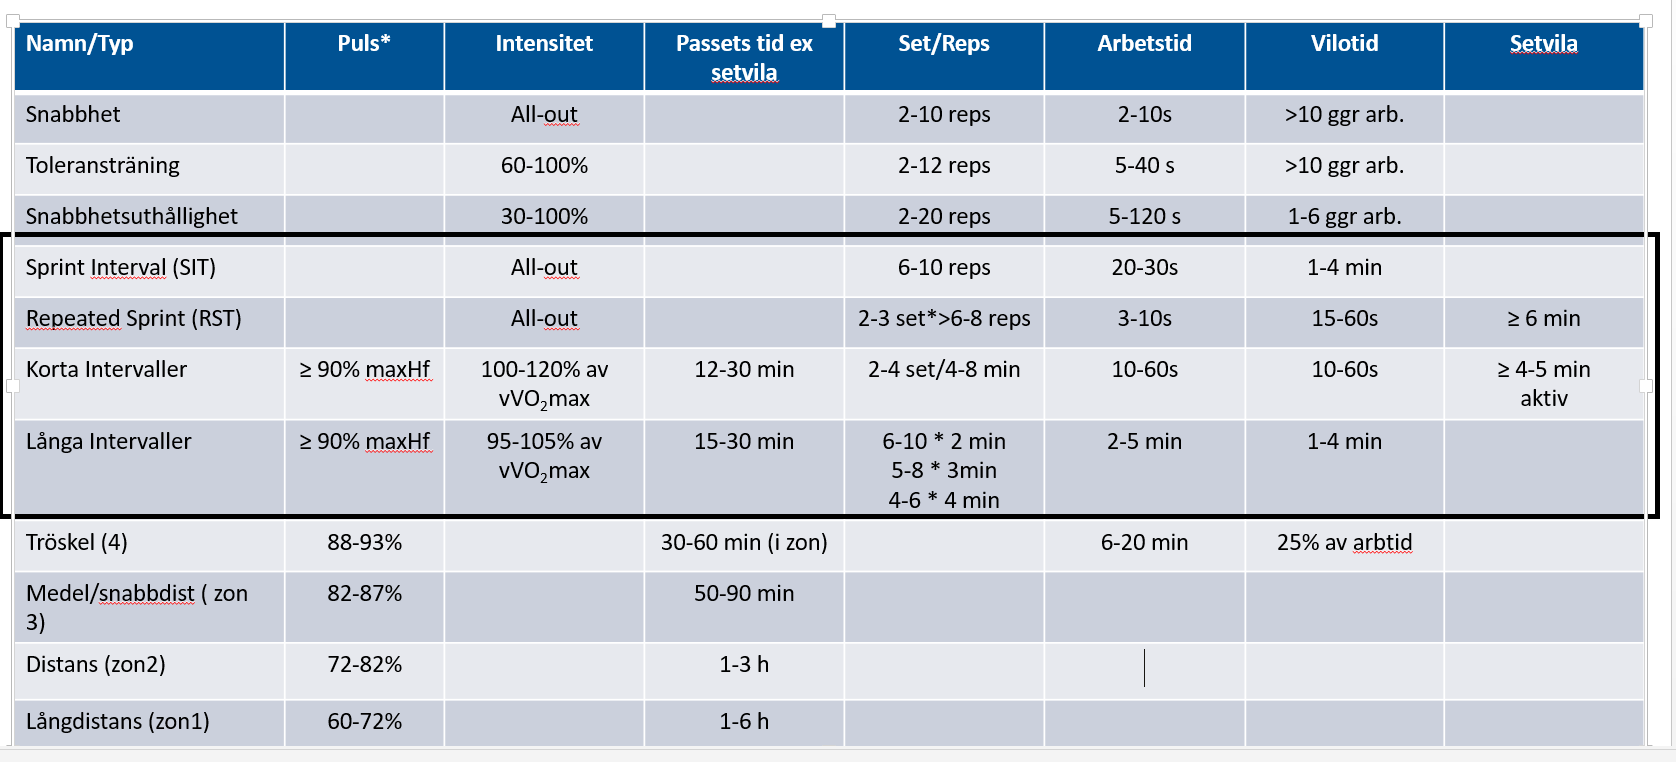 Namn/Typ Puls* Intensitet Passets tid ex setvila Set/Reps Arbetstid Vilotid Setvila
Snabbhet All-out 2-10 reps 2-10s >10 ggr arb.
Toleransträning 60-100% 2-12 reps 5-40 s >10 ggr arb.
Snabbhetsuthållighet 30-100% 2-20 reps 5-120 s 1-6 ggr arb.
Sprint Interval (SIT) All-out 6-10 reps 20-30s 1-4 min
Repeated Sprint (RST) All-out 2-3 set*>6-8 reps 3-10s 15-60s ≥ 6 min
Korta Intervaller ≥ 90% maxHf 100-120% av vVO₂max 12-30 min 2-4 set/4-8 min 10-60s 10-60s ≥ 4-5 min aktiv
Långa Intervaller ≥ 90% maxHf 95-105% av vVO₂max 15-30 min 6-10 * 2 min 5-8 * 3min 4-6 * 4 min 2-5 min 1-4 min
Tröskel (4) 88-93% 30-60 min (i zon) 6-20 min 25% av arbtid
Medel/snabbdist ( zon 3) 82-87% 50-90 min
Distans (zon2) 72-82% 1-3 h
Långdistans (zon1) 60-72% 1-6 h